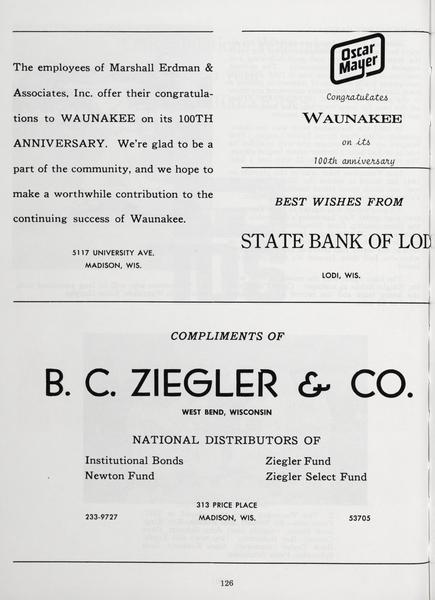 The employees of Marshall Erdman &
Associates, Inc. offer their congratula-
tions to WAUNAKEE on its 100TH
ANNIVERSARY. We're glad to be a
part of the community, and we hope to
make a worthwhile contribution to the
continuing success of Waunakee.
5117 UNIVERSITY AVE.
MADISON, WIS.
Oscar
Mayer
Congratulates
WAUNAKEE
on its
100th anniversary
BEST WISHES FROM
STATE BANK OF LOD
LODI, WIS.
COMPLIMENTS OF
B. C. ZIEGLER & CO.
WEST BEND, WISCONSIN
NATIONAL DISTRIBUTORS OF
Institutional Bonds Ziegler Fund
Newton Fund Ziegler Select Fund
313 PRICE PLACE
233-9727 MADISON, WIS. 53705
126